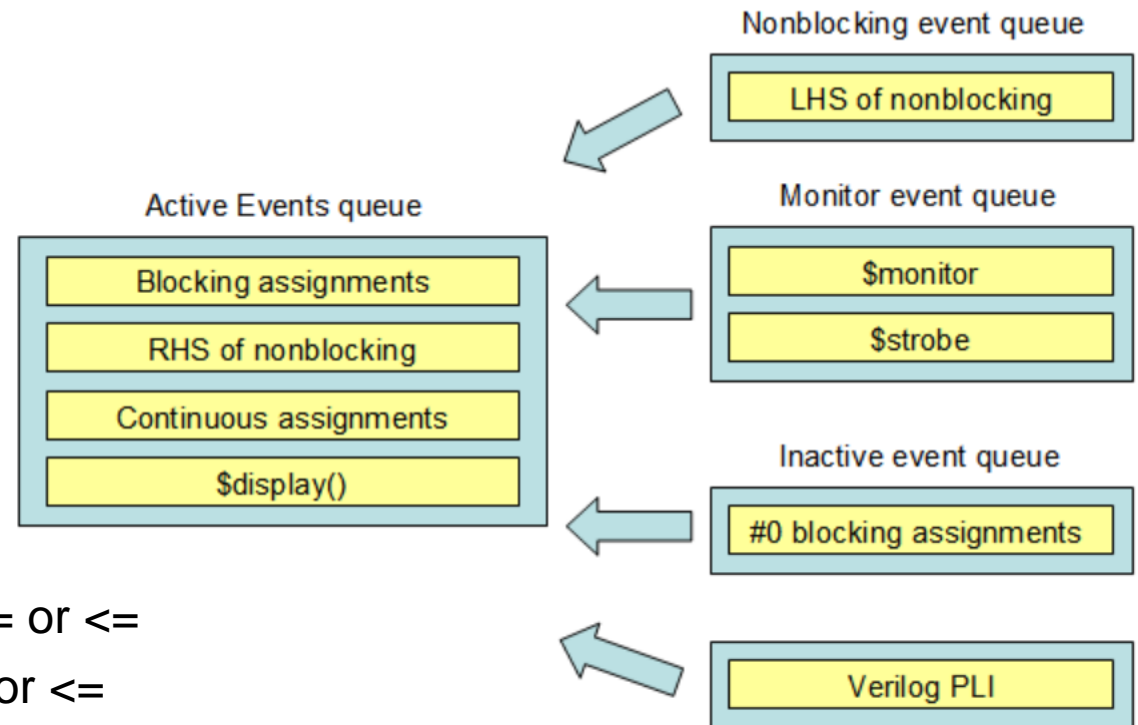 Nonblocking event queue
LHS of nonblocking
Monitor event queue
$monitor
$strobe
Active Events queue
Blocking assignments
RHS of nonblocking
Continuous assignments
$display()
Inactive event queue
#0 blocking assignments
= or <=
or <=
Verilog PLI